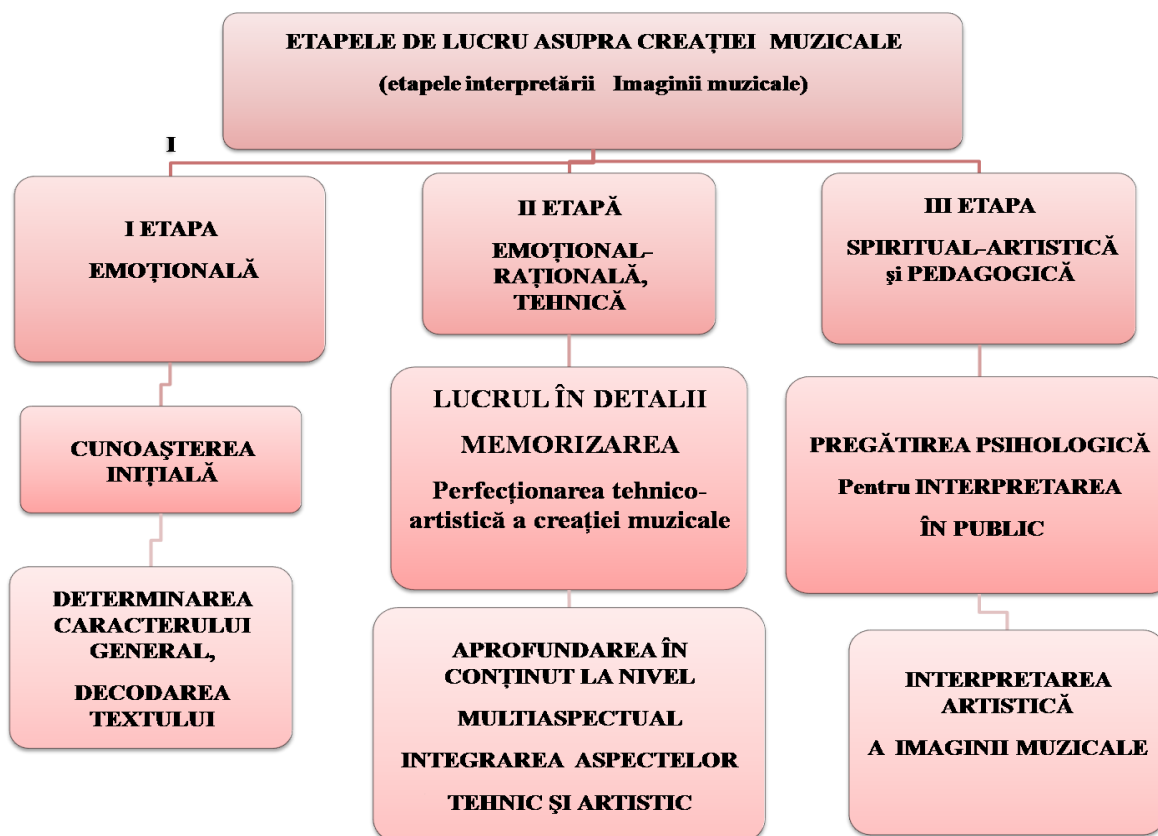 ETAPELE DE LUCRU ASUPRA CREAȚIEI MUZICALE
(etapele interpretării Imaginii muzicale)
I
I ETAPA
EMOȚIONALĂ
CUNOAŞTEREA
INIȚIALĂ
DETERMINAREA
CARACTERULUI
GENERAL,
DECODAREA
TEXTULUI
II ETAPĂ
EMOȚIONAL-
RAȚIONALĂ,
TEHNICĂ
LUCRUL ÎN DETALII
MEMORIZAREA
Perfecționarea tehnico-
artistică a creației muzicale
APROFUNDAREA ÎN
CONȚINUT LA NIVEL
MULTIASPECTUAL
INTEGRAREA ASPECTELOR
TEHNIC ŞI ARTISTIC
III ETAPA
SPIRITUAL-ARTISTICĂ
şi PEDAGOGICĂ
PREGĂTIREA PSIHOLOGICĂ
Pentru INTERPRETAREA
ÎN PUBLIC
INTERPRETAREA
ARTISTICĂ
A IMAGINII MUZICALE